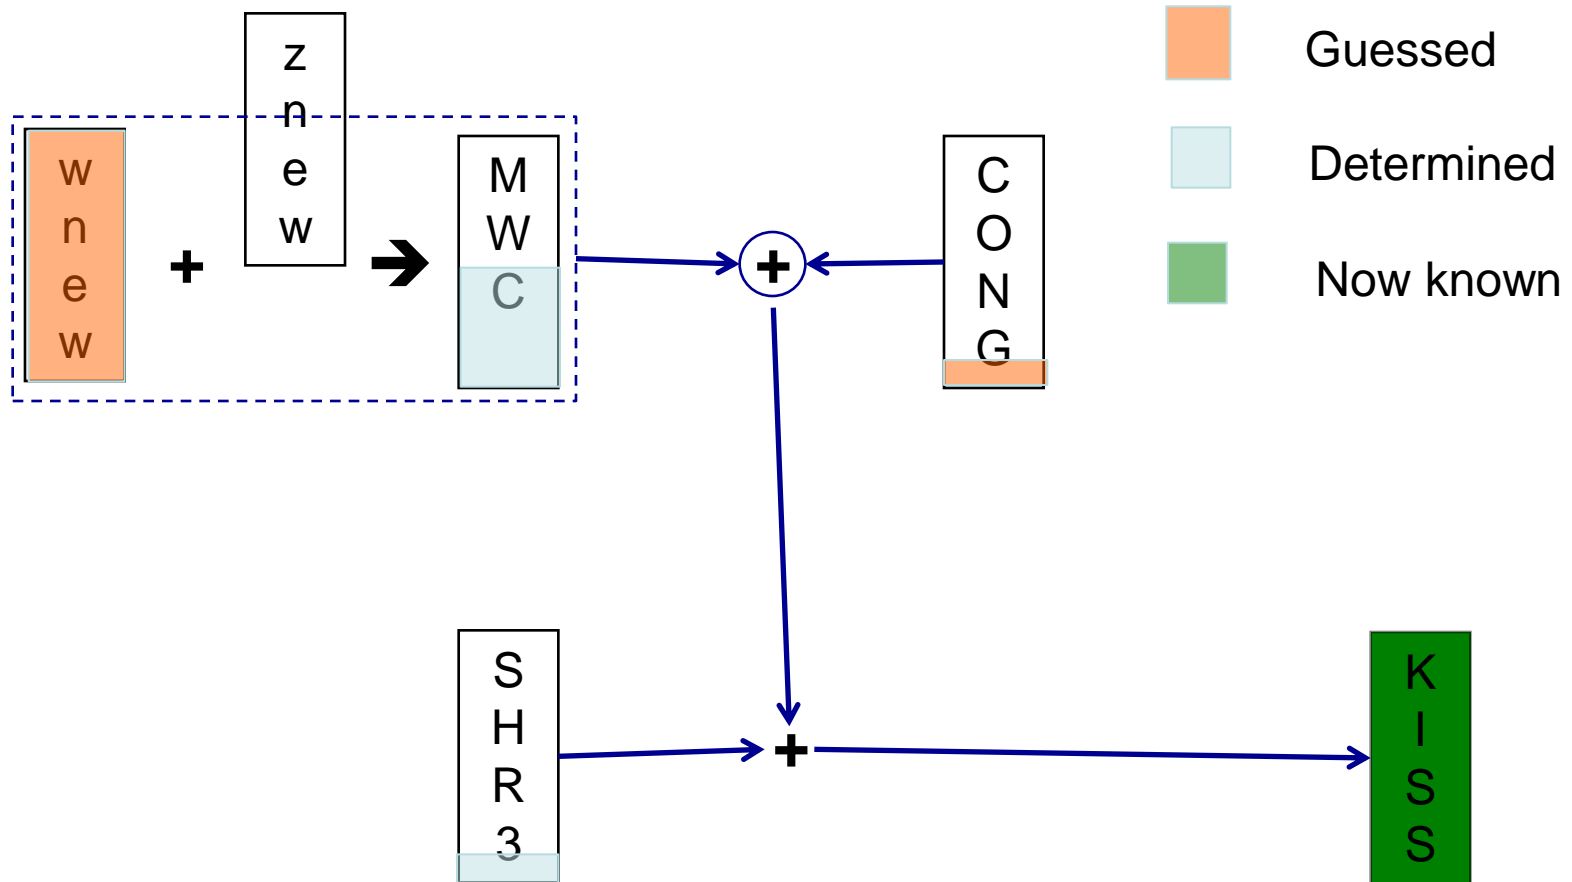 z
n
e
w
w
n
e
w
+
➔
M
W
C
+
C
O
N
G
Guessed
Determined
Now known
S
H
R
3
+
K
I
S
S